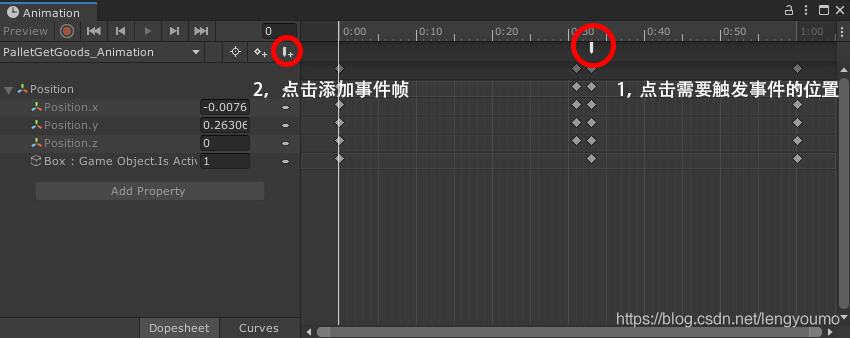 Animation
Preview
0
0:00
0:10
0:20
0:30
0:40
0:50
1:00
PalletGetGoods_Animation
Position
2, 点击添加事件帧
1, 点击需要触发事件的位置
Position.x
-0.0076
Position.y
0.26306
Position.z
0
Box : Game Object.Is Activ
1
Add Property
Dopesheet
Curves
https://blog.csdn.net/lengyoumo